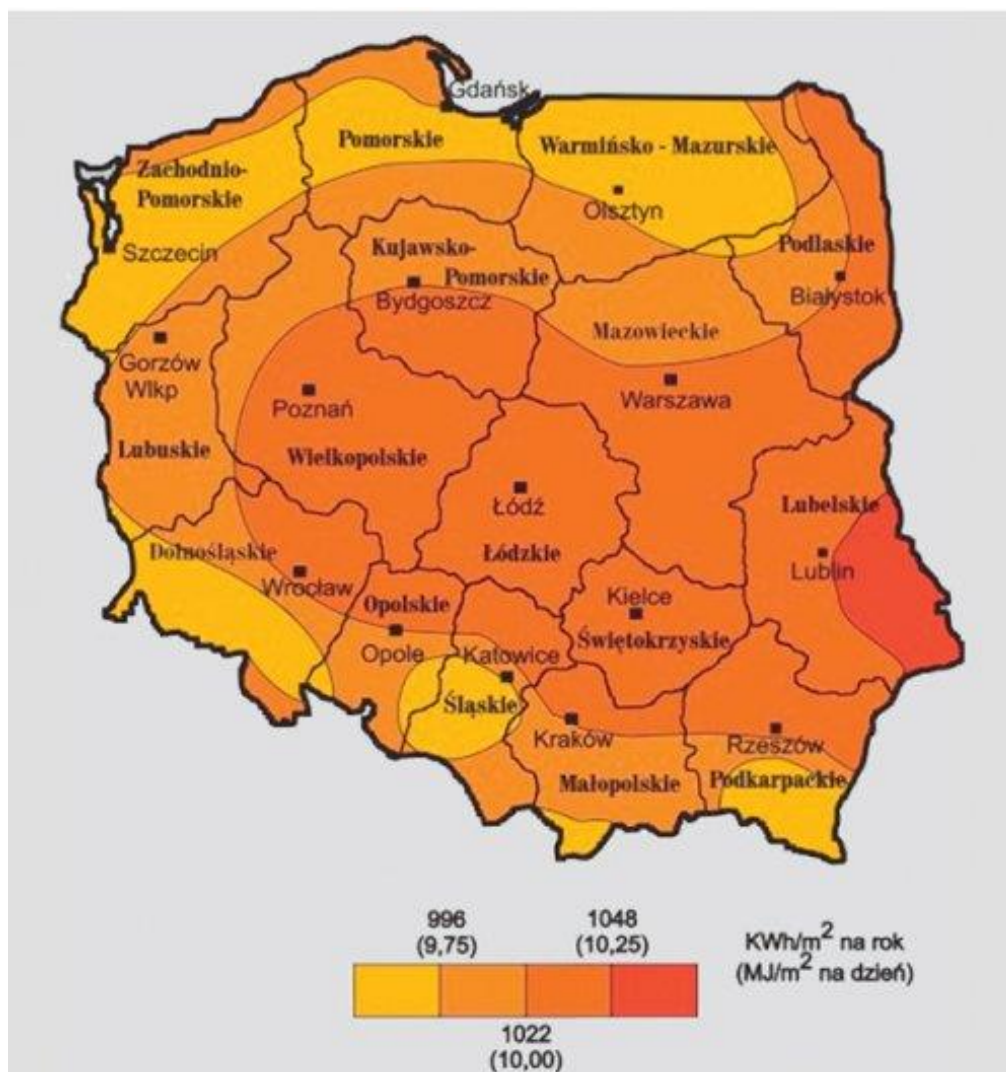 Gdańsk
Pomorskie
Warmińsko - Mazurskie
Zachodnio-
Pomorskie
Olsztyn
Szczecin
Kujawsko-
Pomorskie
Podlaskie
Bydgoszcz
Białystok
Mazowieckie
Gorzów
Wlkp
Poznań
Warszawa
Lubuskie
Wielkopolskie
Lubelskie
Łódź
Łódzkie
Dolnośląskie
Lublin
Wrocław
Opolskie
Kielce
Świętokrzyskie
Opole
Katowice
Śląskie
Kraków
Rzeszów
Małopolskie
Podkarpackie
996
(9,75)
1048
(10,25)
KWh/m² na rok
(MJ/m² na dzień)
1022
(10,00)